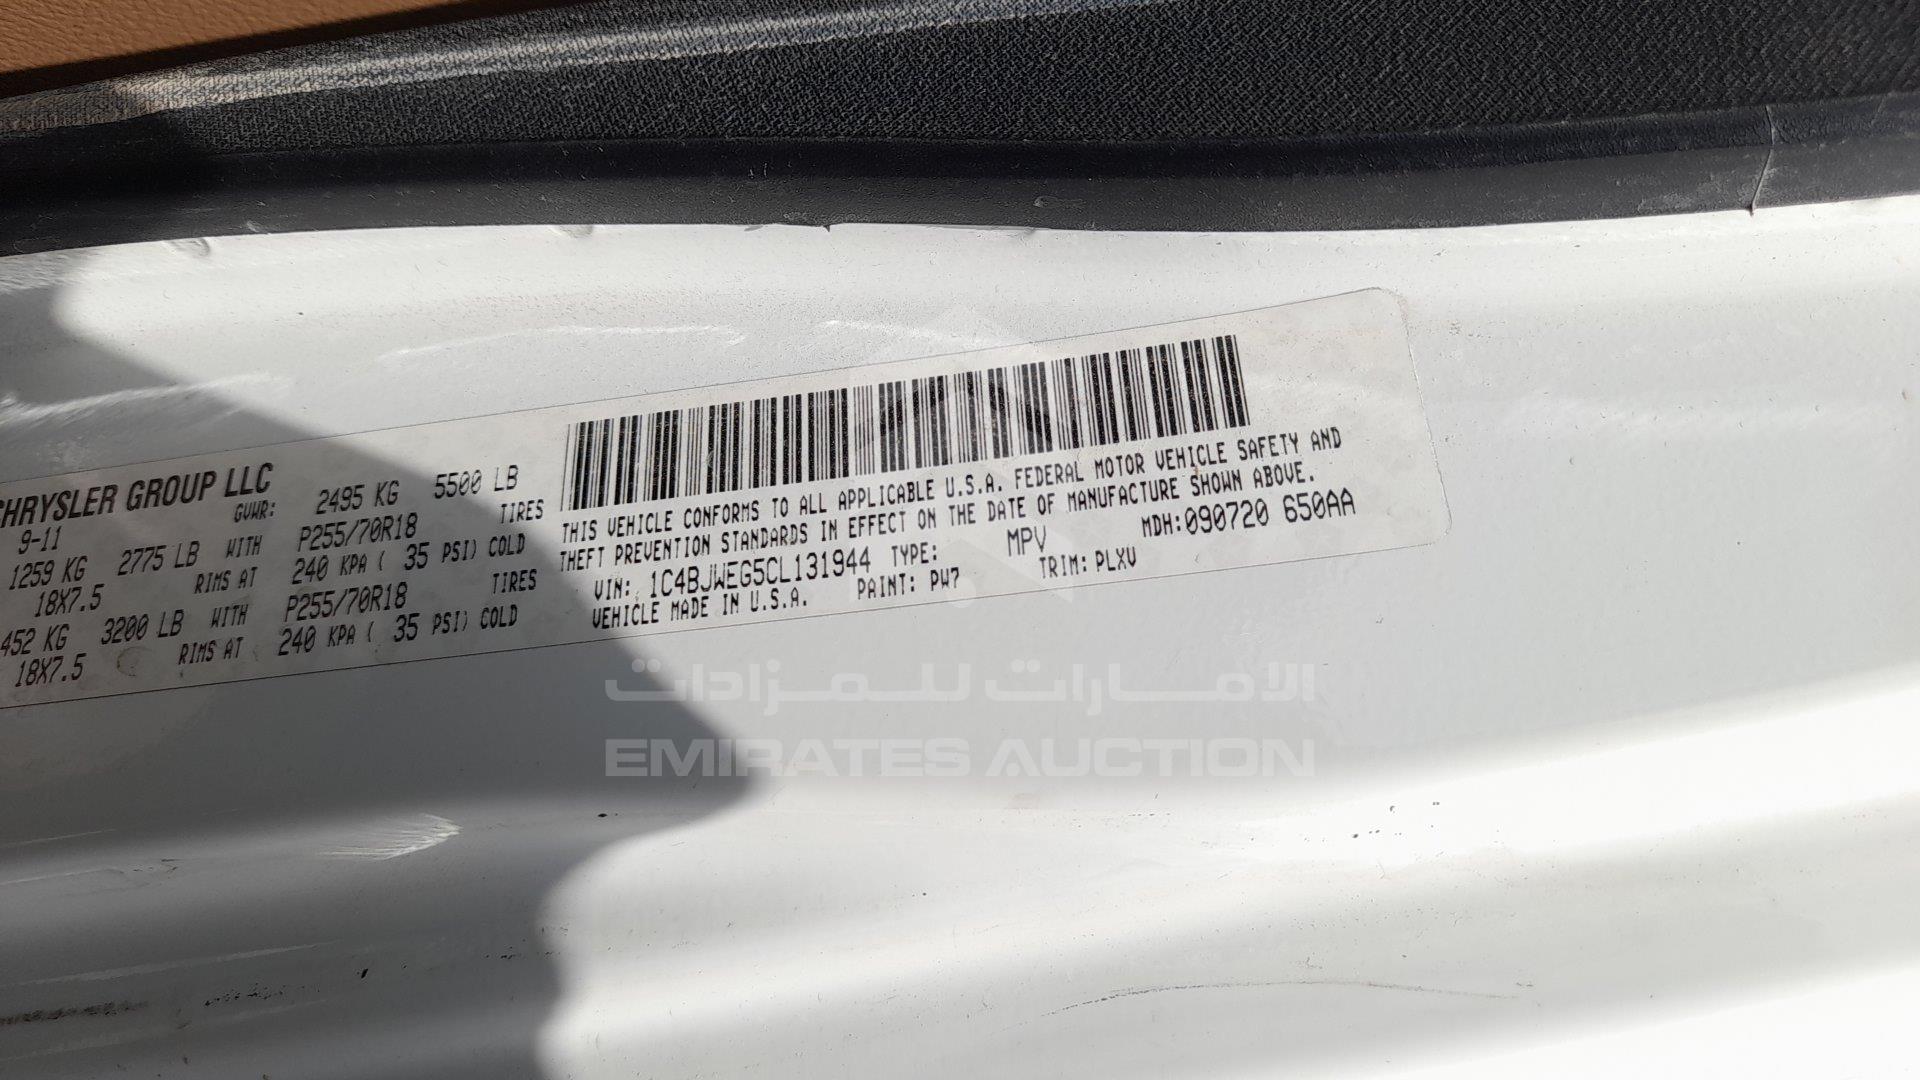 CHRYSLER GROUP LLC
9-11 GVWR: 2495 KG 5500 LB
1259 KG 2775 LB WITH P255/70R18 TIRES
18X7.5 RIMS AT 240 KPA ( 35 PSI) COLD
452 KG 3200 LB WITH P255/70R18 TIRES
18X7.5 RIMS AT 240 KPA ( 35 PSI) COLD
THIS VEHICLE CONFORMS TO ALL APPLICABLE U.S.A. FEDERAL MOTOR VEHICLE SAFETY AND
THEFT PREVENTION STANDARDS IN EFFECT ON THE DATE OF MANUFACTURE SHOWN ABOVE.
VIN: 1C4BJWEG5CL131944 TYPE: MPV MDH:090720 650AA
VEHICLE MADE IN U.S.A. PAINT: PW7 TRIM: PLXV
الامارات للمزادات
EMIRATES AUCTION